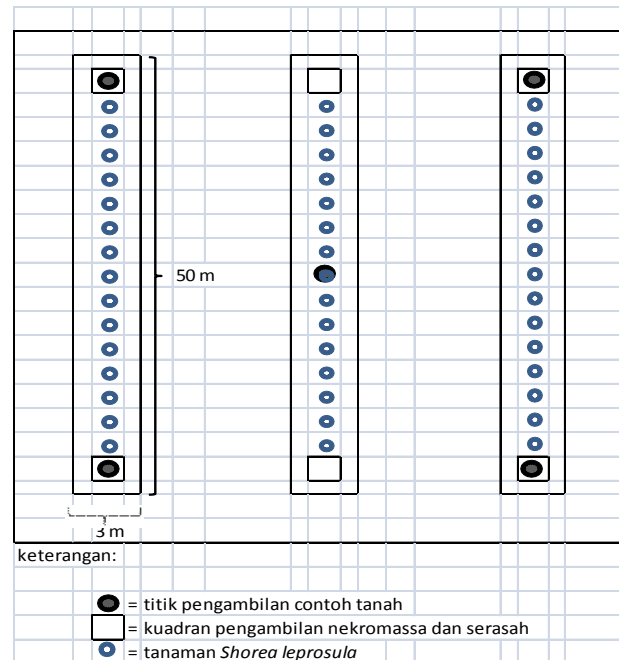 50 m
3 m
keterangan:
= titik pengambilan contoh tanah
= kuadran pengambilan nekromassa dan serasah
= tanaman Shorea leprosula